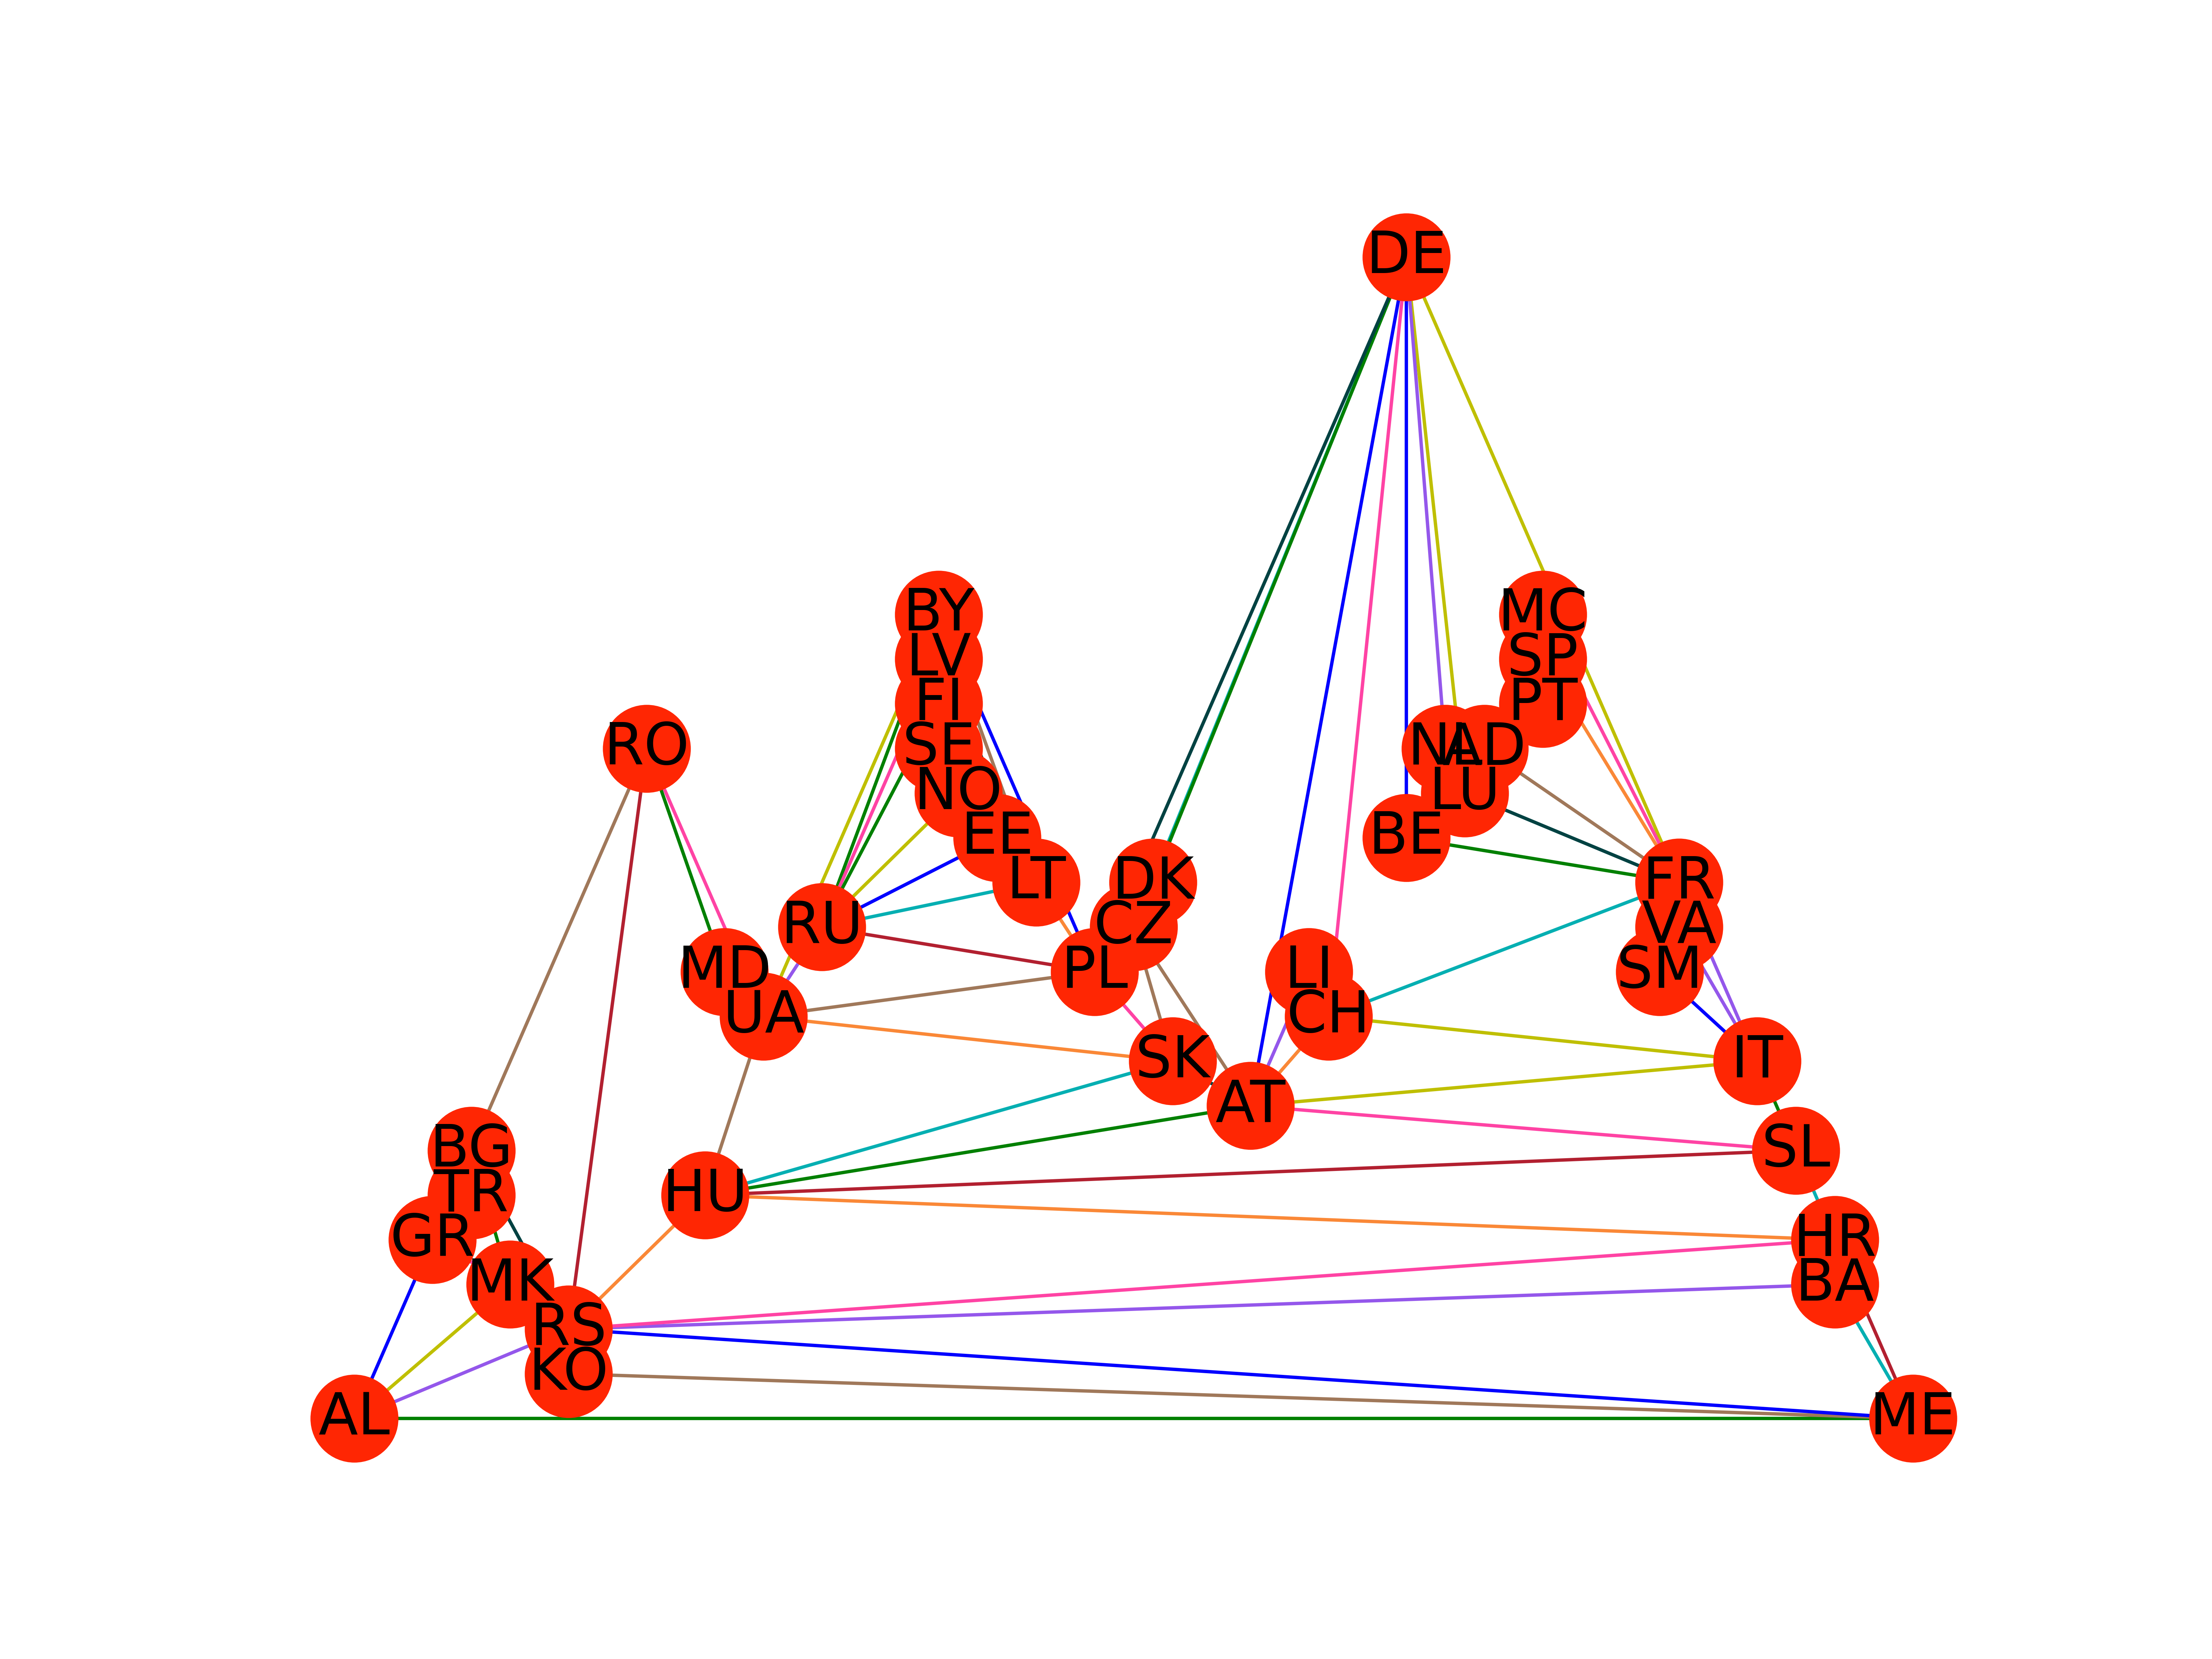 DE
BY
MC
LV
SP
FI
PT
RO
SE
NL
AD
NO
LU
EE
BE
LT
DK
FR
RU
CZ
VA
MD
PL
LI
SM
UA
CH
SK
IT
AT
BG
SL
TR
HU
GR
HR
MK
BA
RS
KO
AL
ME